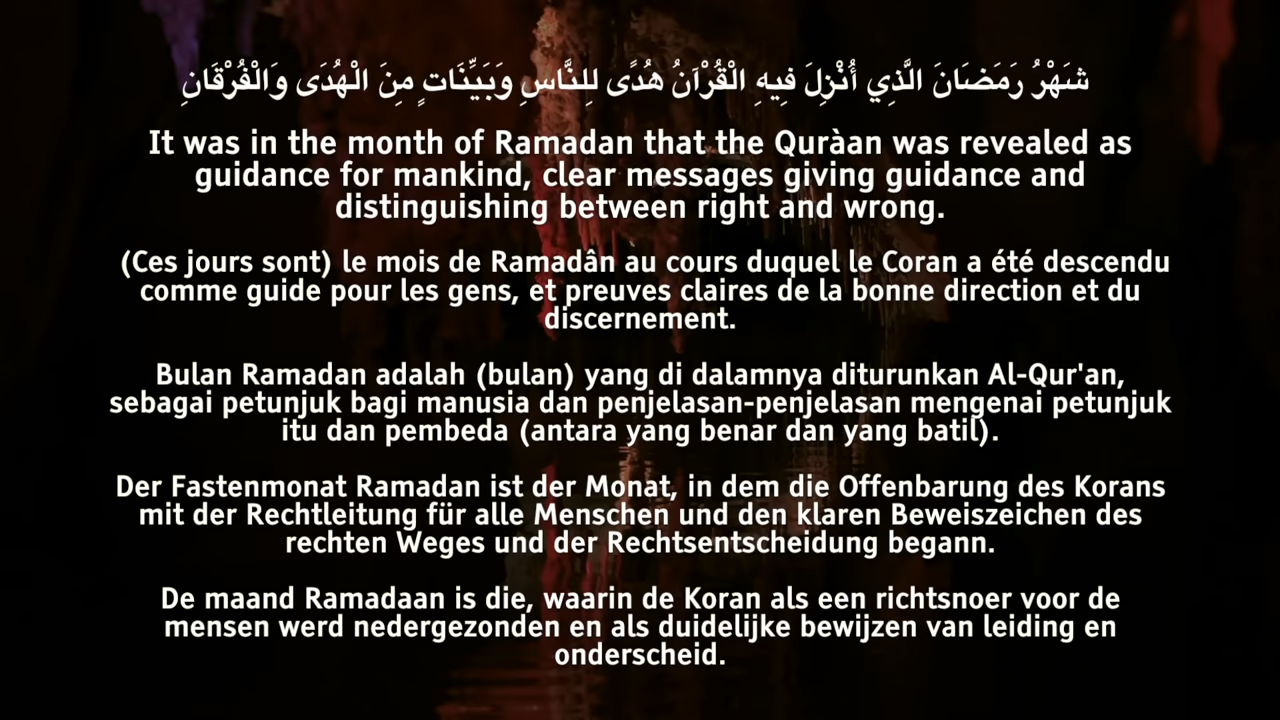 شَهْرُ رَمَضَانَ الَّذِي أُنْزِلَ فِيهِ الْقُرْآنُ هُدًى لِلنَّاسِ وَبَيِّنَاتٍ مِنَ الْهُدَى وَالْفُرْقَانِ
It was in the month of Ramadan that the Quràan was revealed as
guidance for mankind, clear messages giving guidance and
distinguishing between right and wrong.
(Ces jours sont) le mois de Ramadân au cours duquel le Coran a été descendu
comme guide pour les gens, et preuves claires de la bonne direction et du
discernement.
Bulan Ramadan adalah (bulan) yang di dalamnya diturunkan Al-Qur'an,
sebagai petunjuk bagi manusia dan penjelasan-penjelasan mengenai petunjuk
itu dan pembeda (antara yang benar dan yang batil).
Der Fastenmonat Ramadan ist der Monat, in dem die Offenbarung des Korans
mit der Rechtleitung für alle Menschen und den klaren Beweiszeichen des
rechten Weges und der Rechtsentscheidung begann.
De maand Ramadaan is die, waarin de Koran als een richtsnoer voor de
mensen werd nedergezonden en als duidelijke bewijzen van leiding en
onderscheid.